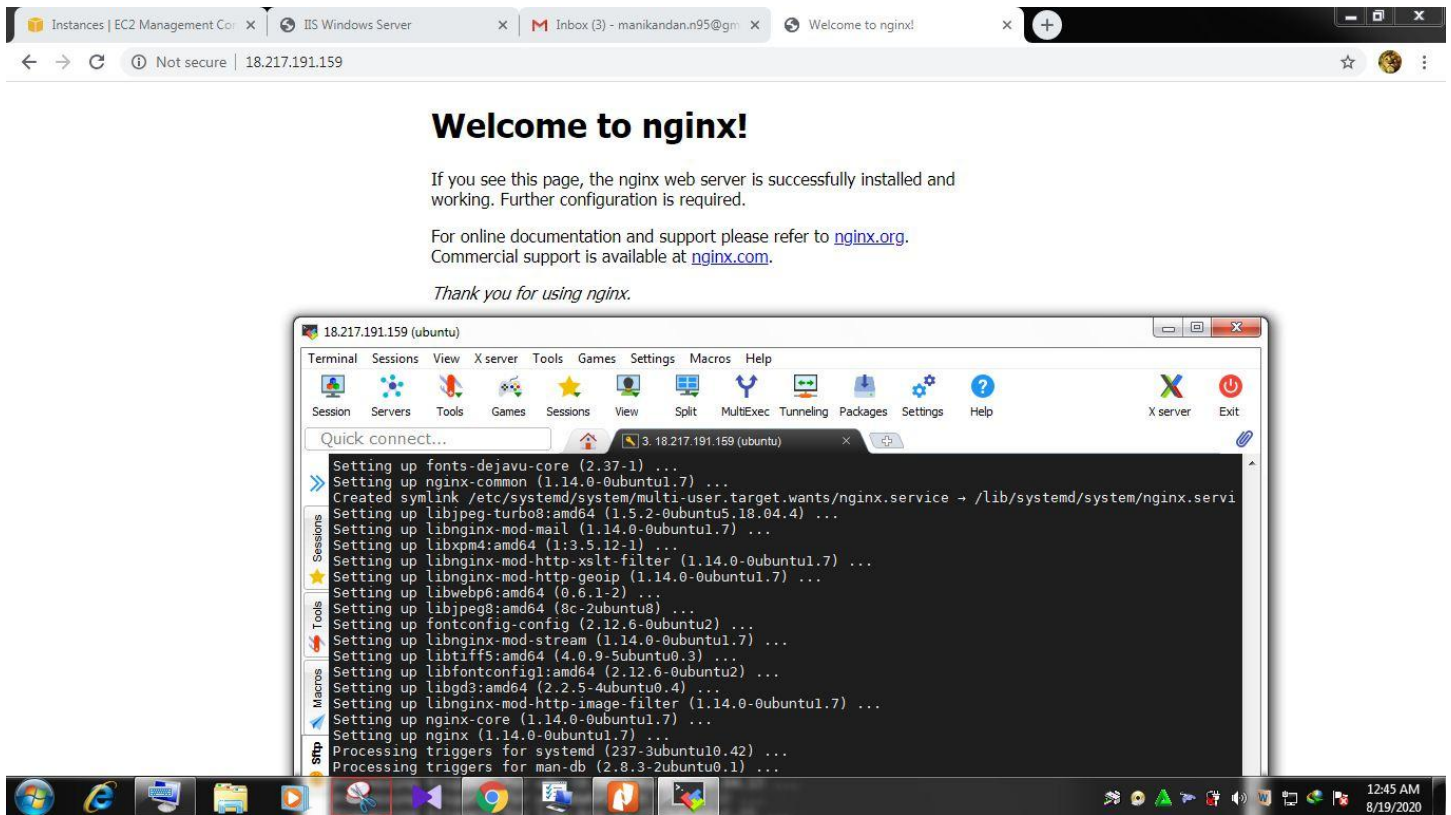 Instances | EC2 Management Con
IIS Windows Server
Inbox (3) - manikandan.n95@gm
Welcome to nginx!
Not secure | 18.217.191.159
Welcome to nginx!
If you see this page, the nginx web server is successfully installed and
working. Further configuration is required.
For online documentation and support please refer to nginx.org.
Commercial support is available at nginx.com.
Thank you for using nginx.
18.217.191.159 (ubuntu)
Terminal Sessions View X server Tools Games Settings Macros Help
Session Servers Tools Games Sessions View Split MultiExec Tunneling Packages Settings Help X server Exit
Quick connect...
3. 18.217.191.159 (ubuntu)
Setting up fonts-dejavu-core (2.37-1) ...
Setting up nginx-common (1.14.0-0ubuntu1.7) ...
Created symlink /etc/systemd/system/multi-user.target.wants/nginx.service → /lib/systemd/system/nginx.servi
Setting up libjpeg-turbo8:amd64 (1.5.2-0ubuntu5.18.04.4) ...
Setting up libnginx-mod-mail (1.14.0-0ubuntu1.7) ...
Setting up libxpm4:amd64 (1:3.5.12-1) ...
Setting up libnginx-mod-http-xslt-filter (1.14.0-0ubuntu1.7) ...
Setting up libnginx-mod-http-geoip (1.14.0-0ubuntu1.7) ...
Setting up libwebp6:amd64 (0.6.1-2) ...
Setting up libjpeg8:amd64 (8c-2ubuntu8) ...
Setting up fontconfig-config (2.12.6-0ubuntu2) ...
Setting up libnginx-mod-stream (1.14.0-0ubuntu1.7) ...
Setting up libtiff5:amd64 (4.0.9-5ubuntu0.3) ...
Setting up libfontconfig1:amd64 (2.12.6-0ubuntu2) ...
Setting up libgd3:amd64 (2.2.5-4ubuntu0.4) ...
Setting up libnginx-mod-http-image-filter (1.14.0-0ubuntu1.7) ...
Setting up nginx-core (1.14.0-0ubuntu1.7) ...
Setting up nginx (1.14.0-0ubuntu1.7) ...
Processing triggers for systemd (237-3ubuntu10.42) ...
Processing triggers for man-db (2.8.3-2ubuntu0.1) ...
Sessions
Tools
Macros
Sftp
12:45 AM
8/19/2020